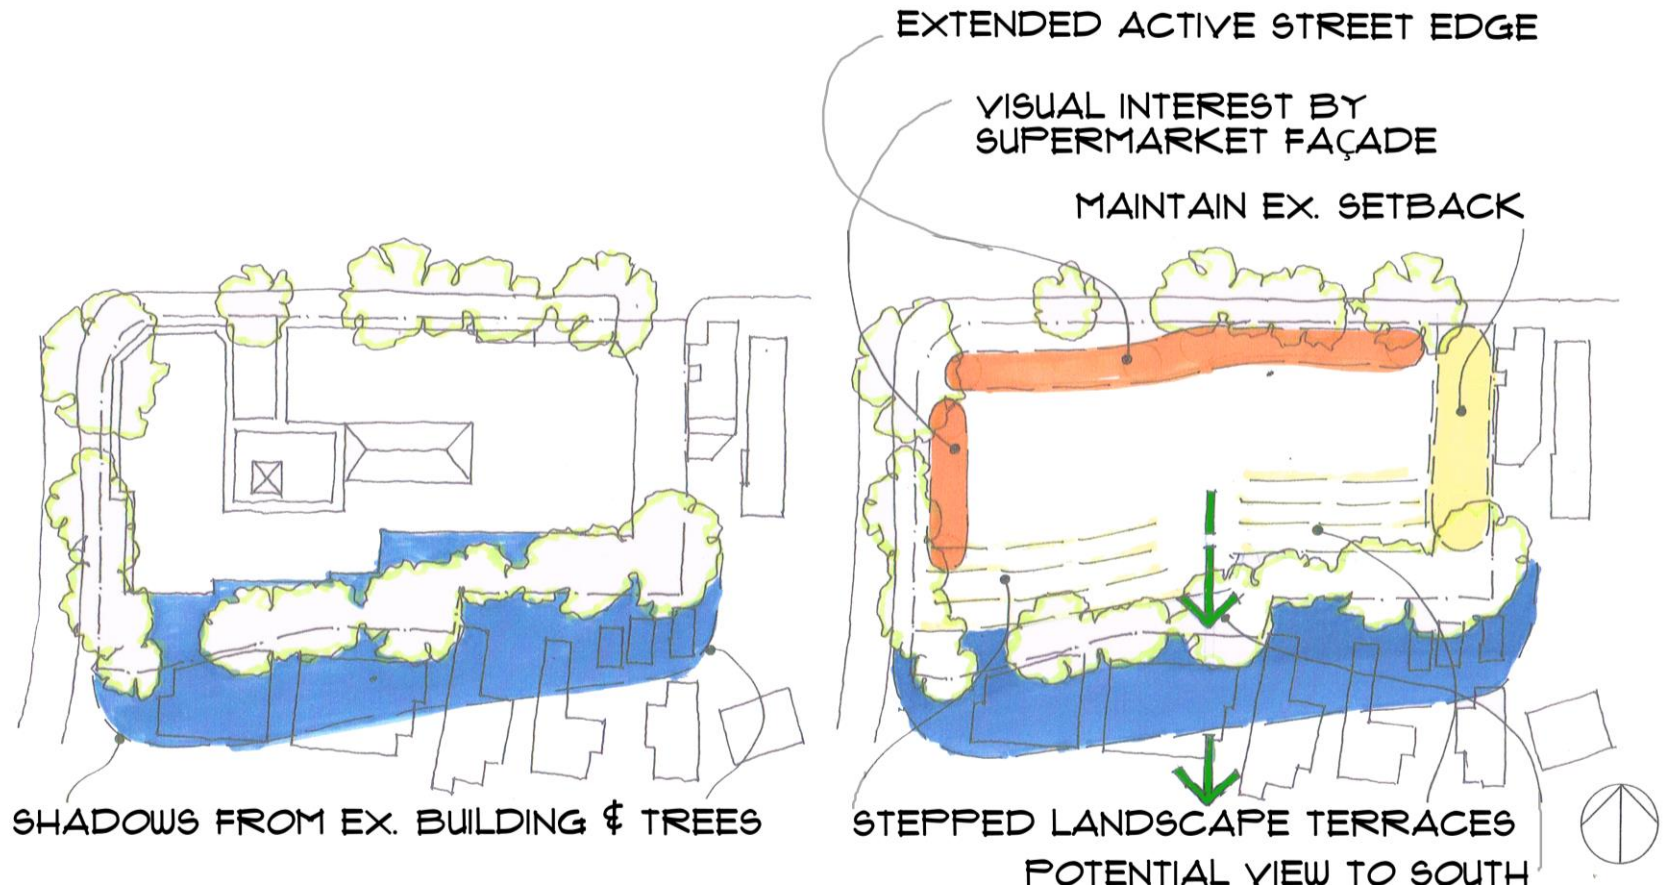 EXTENDED ACTIVE STREET EDGE
VISUAL INTEREST BY
SUPERMARKET FAÇADE
MAINTAIN EX. SETBACK
SHADOWS FROM EX. BUILDING & TREES
STEPPED LANDSCAPE TERRACES
POTENTIAL VIEW TO SOUTH